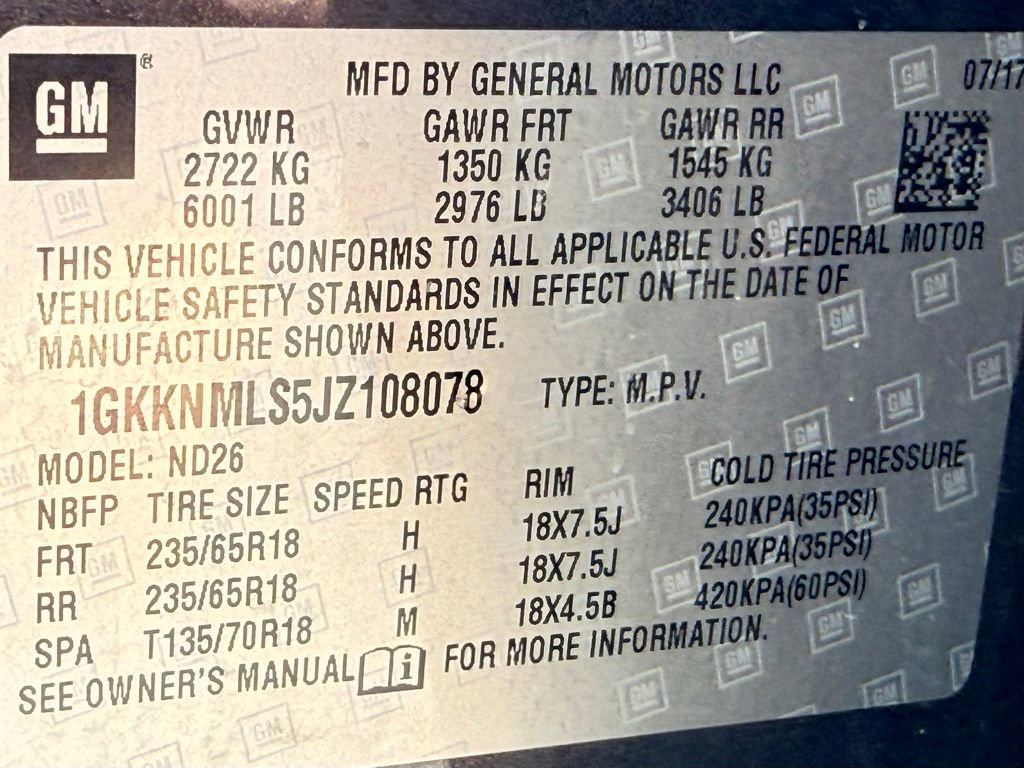 GM ®
MFD BY GENERAL MOTORS LLC 07/17
GVWR GAWR FRT GAWR RR
2722 KG 1350 KG 1545 KG
6001 LB 2976 LB 3406 LB
THIS VEHICLE CONFORMS TO ALL APPLICABLE U.S. FEDERAL MOTOR
VEHICLE SAFETY STANDARDS IN EFFECT ON THE DATE OF
MANUFACTURE SHOWN ABOVE.
1GKKNMLS5JZ108078 TYPE: M.P.V.
MODEL: ND26
NBFP TIRE SIZE SPEED RTG RIM COLD TIRE PRESSURE
FRT 235/65R18 H 18X7.5J 240KPA(35PSI)
RR 235/65R18 H 18X7.5J 240KPA(35PSI)
SPA T135/70R18 M 18X4.5B 420KPA(60PSI)
SEE OWNER'S MANUAL i FOR MORE INFORMATION.